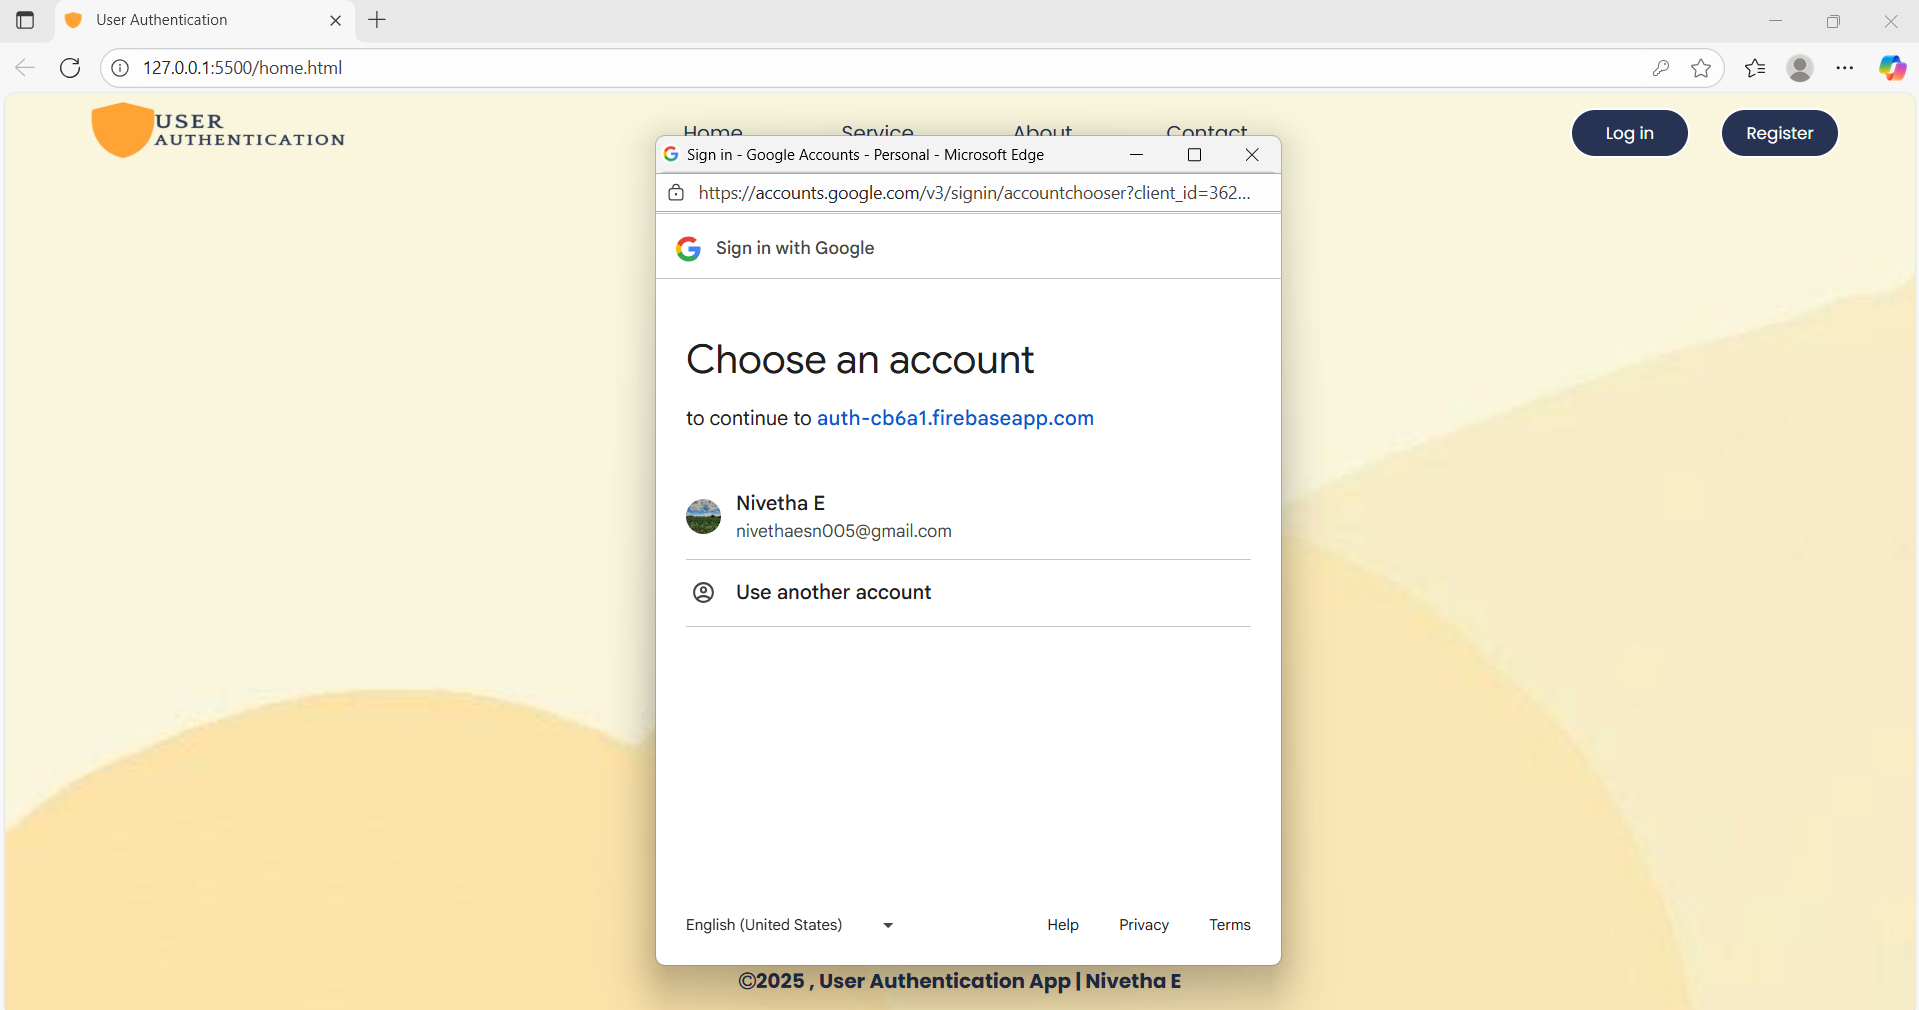 User Authentication
127.0.0.1:5500/home.html
USER
AUTHENTICATION
Home Service About Contact
Log in Register
Sign in - Google Accounts - Personal - Microsoft Edge
https://accounts.google.com/v3/signin/accountchooser?client_id=362...
Sign in with Google
Choose an account
to continue to auth-cb6a1.firebaseapp.com
Nivetha E
nivethaesn005@gmail.com
Use another account
English (United States) Help Privacy Terms
©2025 , User Authentication App | Nivetha E